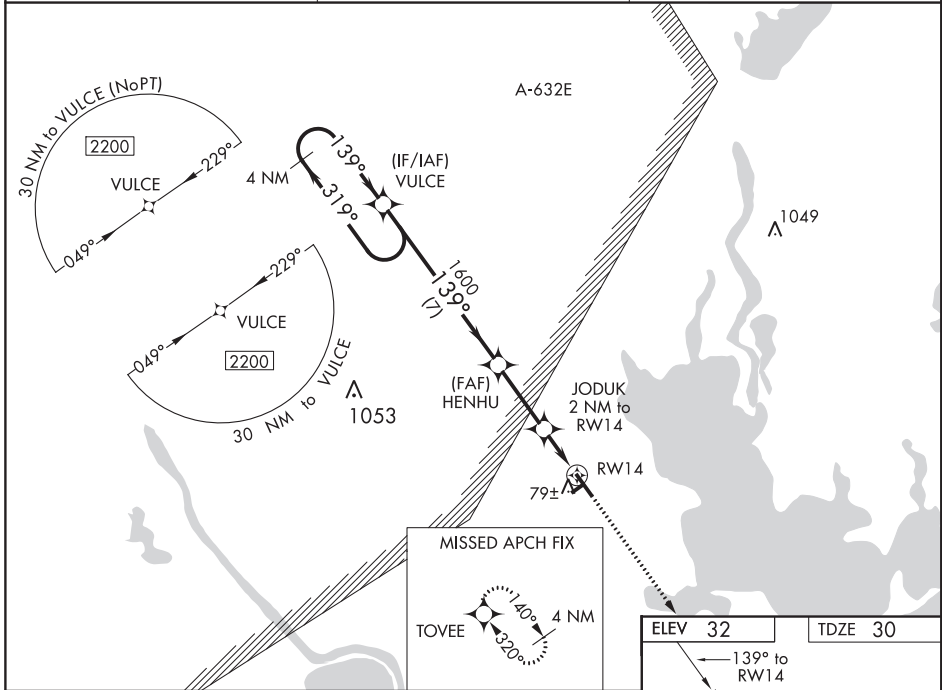 A-632E
30 NM to VULCE (NoPT)
2200
VULCE
229°
049°
229°
VULCE
049°
2200
30 NM to VULCE
1053
4 NM
139°
319°
(IF/IAF)
VULCE
1049
1600
139°
(7)
(FAF)
HENHU
JODUK
2 NM to
RW14
RW14
79±
MISSED APCH FIX
TOVEE
140°
320°
4 NM
ELEV 32
TDZE 30
139° to
RW14